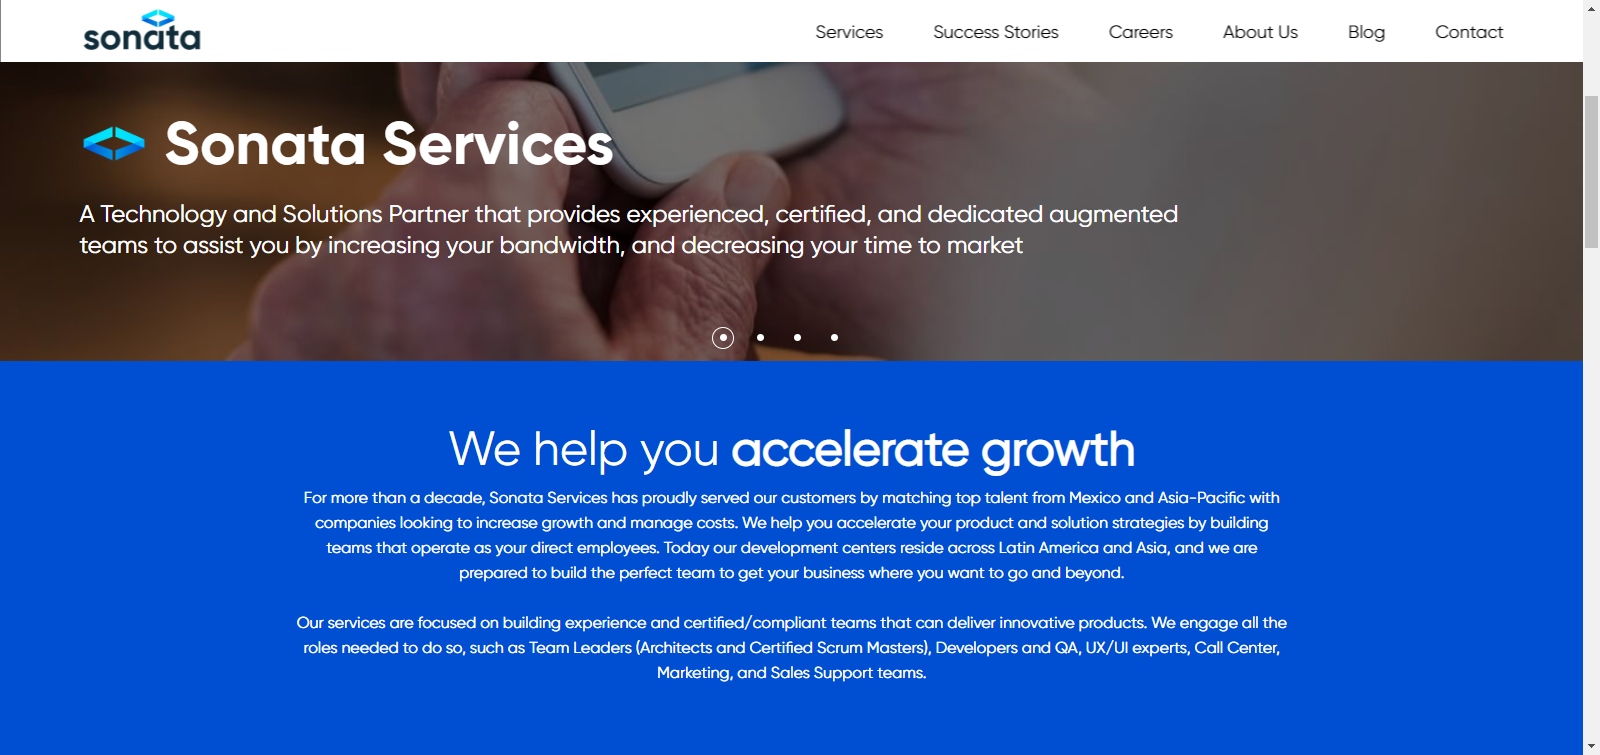 sonata
Services
Success Stories
Careers
About Us
Blog
Contact
Sonata Services
A Technology and Solutions Partner that provides experienced, certified, and dedicated augmented
teams to assist you by increasing your bandwidth, and decreasing your time to market
We help you accelerate growth
For more than a decade, Sonata Services has proudly served our customers by matching top talent from Mexico and Asia-Pacific with
companies looking to increase growth and manage costs. We help you accelerate your product and solution strategies by building
teams that operate as your direct employees. Today our development centers reside across Latin America and Asia, and we are
prepared to build the perfect team to get your business where you want to go and beyond.
Our services are focused on building experience and certified/compliant teams that can deliver innovative products. We engage all the
roles needed to do so, such as Team Leaders (Architects and Certified Scrum Masters), Developers and QA, UX/UI experts, Call Center,
Marketing, and Sales Support teams.